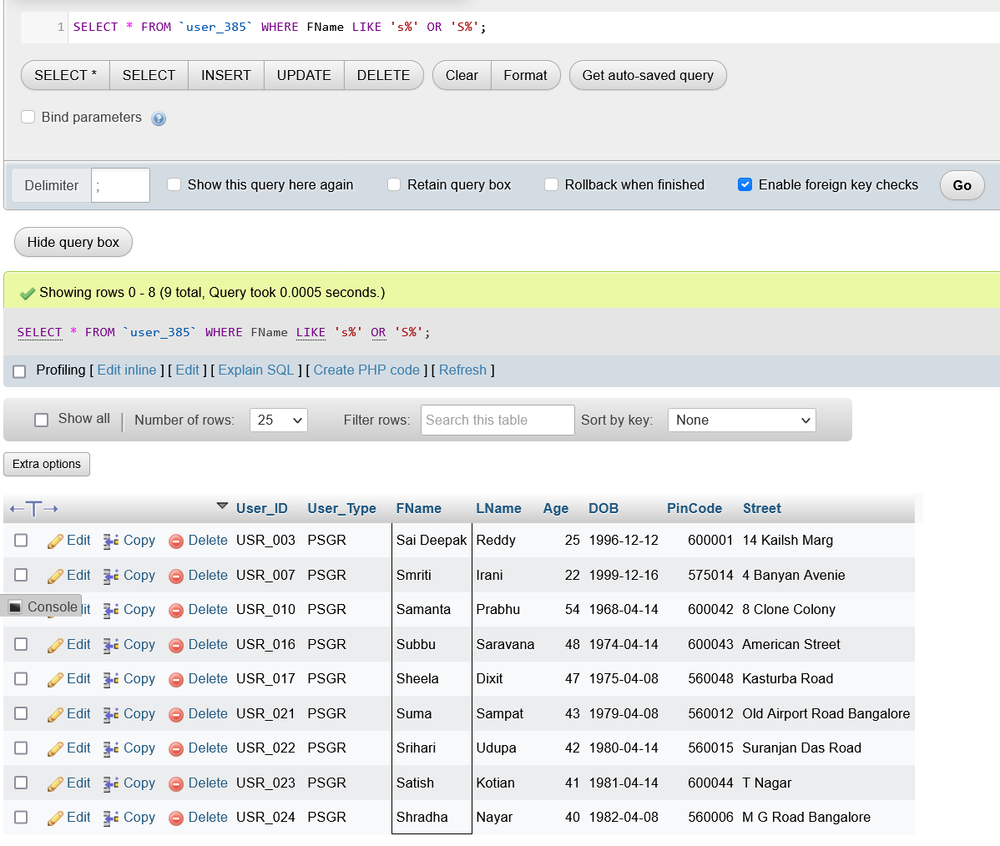 1 SELECT * FROM `user_385` WHERE FName LIKE 's%' OR 'S%';
SELECT * SELECT INSERT UPDATE DELETE Clear Format Get auto-saved query
Bind parameters
Delimiter ; Show this query here again Retain query box Rollback when finished Enable foreign key checks Go
Hide query box
Showing rows 0 - 8 (9 total, Query took 0.0005 seconds.)
SELECT * FROM `user_385` WHERE FName LIKE 's%' OR 'S%';
Profiling [ Edit inline ] [ Edit ] [ Explain SQL ] [ Create PHP code ] [ Refresh ]
Show all Number of rows: 25 Filter rows: Search this table Sort by key: None
Extra options
←T→ User_ID User_Type FName LName Age DOB PinCode Street
Edit Copy Delete USR_003 PSGR Sai Deepak Reddy 25 1996-12-12 600001 14 Kailsh Marg
Edit Copy Delete USR_007 PSGR Smriti Irani 22 1999-12-16 575014 4 Banyan Avenie
Console it Copy Delete USR_010 PSGR Samanta Prabhu 54 1968-04-14 600042 8 Clone Colony
Edit Copy Delete USR_016 PSGR Subbu Saravana 48 1974-04-14 600043 American Street
Edit Copy Delete USR_017 PSGR Sheela Dixit 47 1975-04-08 560048 Kasturba Road
Edit Copy Delete USR_021 PSGR Suma Sampat 43 1979-04-08 560012 Old Airport Road Bangalore
Edit Copy Delete USR_022 PSGR Srihari Udupa 42 1980-04-14 560015 Suranjan Das Road
Edit Copy Delete USR_023 PSGR Satish Kotian 41 1981-04-14 600044 T Nagar
Edit Copy Delete USR_024 PSGR Shradha Nayar 40 1982-04-08 560006 M G Road Bangalore